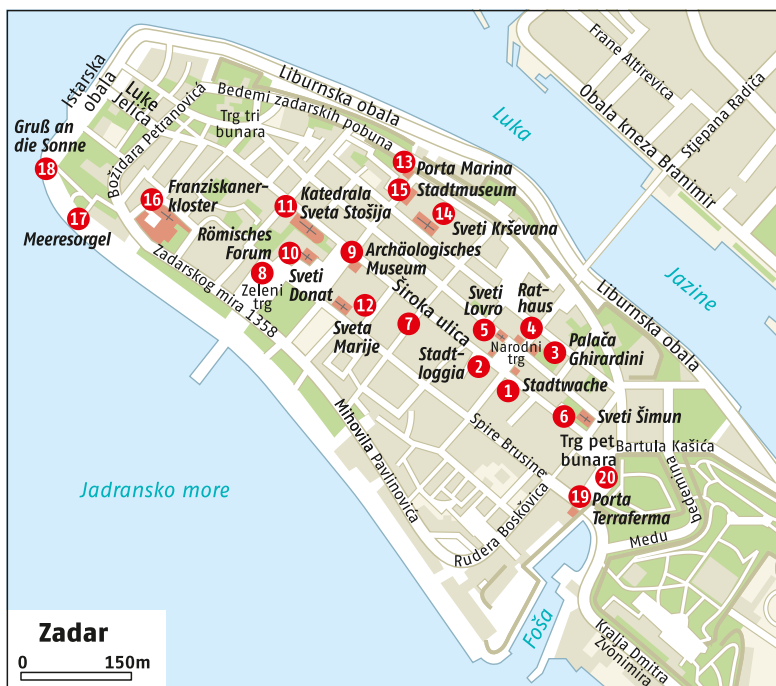 Istarska
obala
Luke
Jelića
Božidara Petranovića
Trg tri
bunara
Bedemi zadarskih pobuna
Liburnska obala
Luka
Frane Altirevica
Obala kneza Branimir
Stjepana Radiča
Jazine
Liburnska obala
Gruß an
die Sonne
18
17
Meeresorgel
16
Franziskaner-
kloster
11
Katedrala
Sveta Stošija
13
Porta Marina
15
Stadtmuseum
14
Sveti Krševana
Römisches
Forum
10
8
Zeleni
trg
Sveti
Donat
9
Archäologisches
Museum
12
Sveta
Marije
7
Široka ulica
Zadarskog mira 1358
Sveti
Lovro
5
Rat-
haus
4
Narodni
trg
3
Palača
Ghirardini
Stadt-
loggia
2
1
Stadtwache
6
Sveti Šimun
Trg pet
bunara
Bartula Kašića
bedemina
Medu
20
19
Porta
Terraferma
Spire Brusine
Mihovila Pavlinovića
Rudera Boškŏvica
Jadransko more
Foša
Kralja Dmitra
Zvonimira
Zadar
0 150m